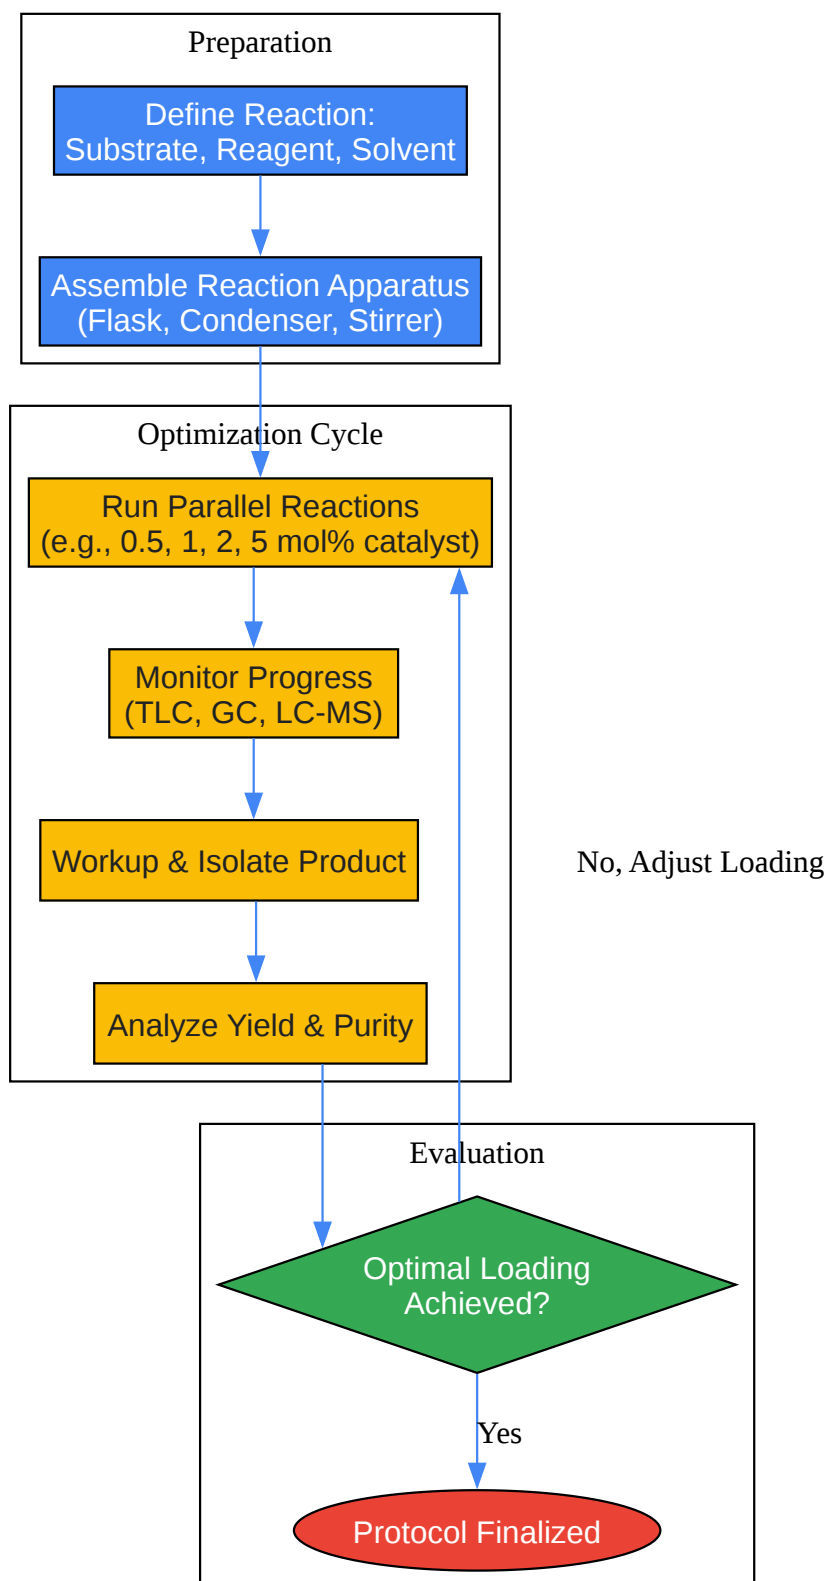 Preparation
Define Reaction:
Substrate, Reagent, Solvent
Assemble Reaction Apparatus
(Flask, Condenser, Stirrer)
Optimization Cycle
Run Parallel Reactions
(e.g., 0.5, 1, 2, 5 mol% catalyst)
Monitor Progress
(TLC, GC, LC-MS)
Workup & Isolate Product
No, Adjust Loading
Analyze Yield & Purity
Evaluation
Optimal Loading
Achieved?
Yes
Protocol Finalized